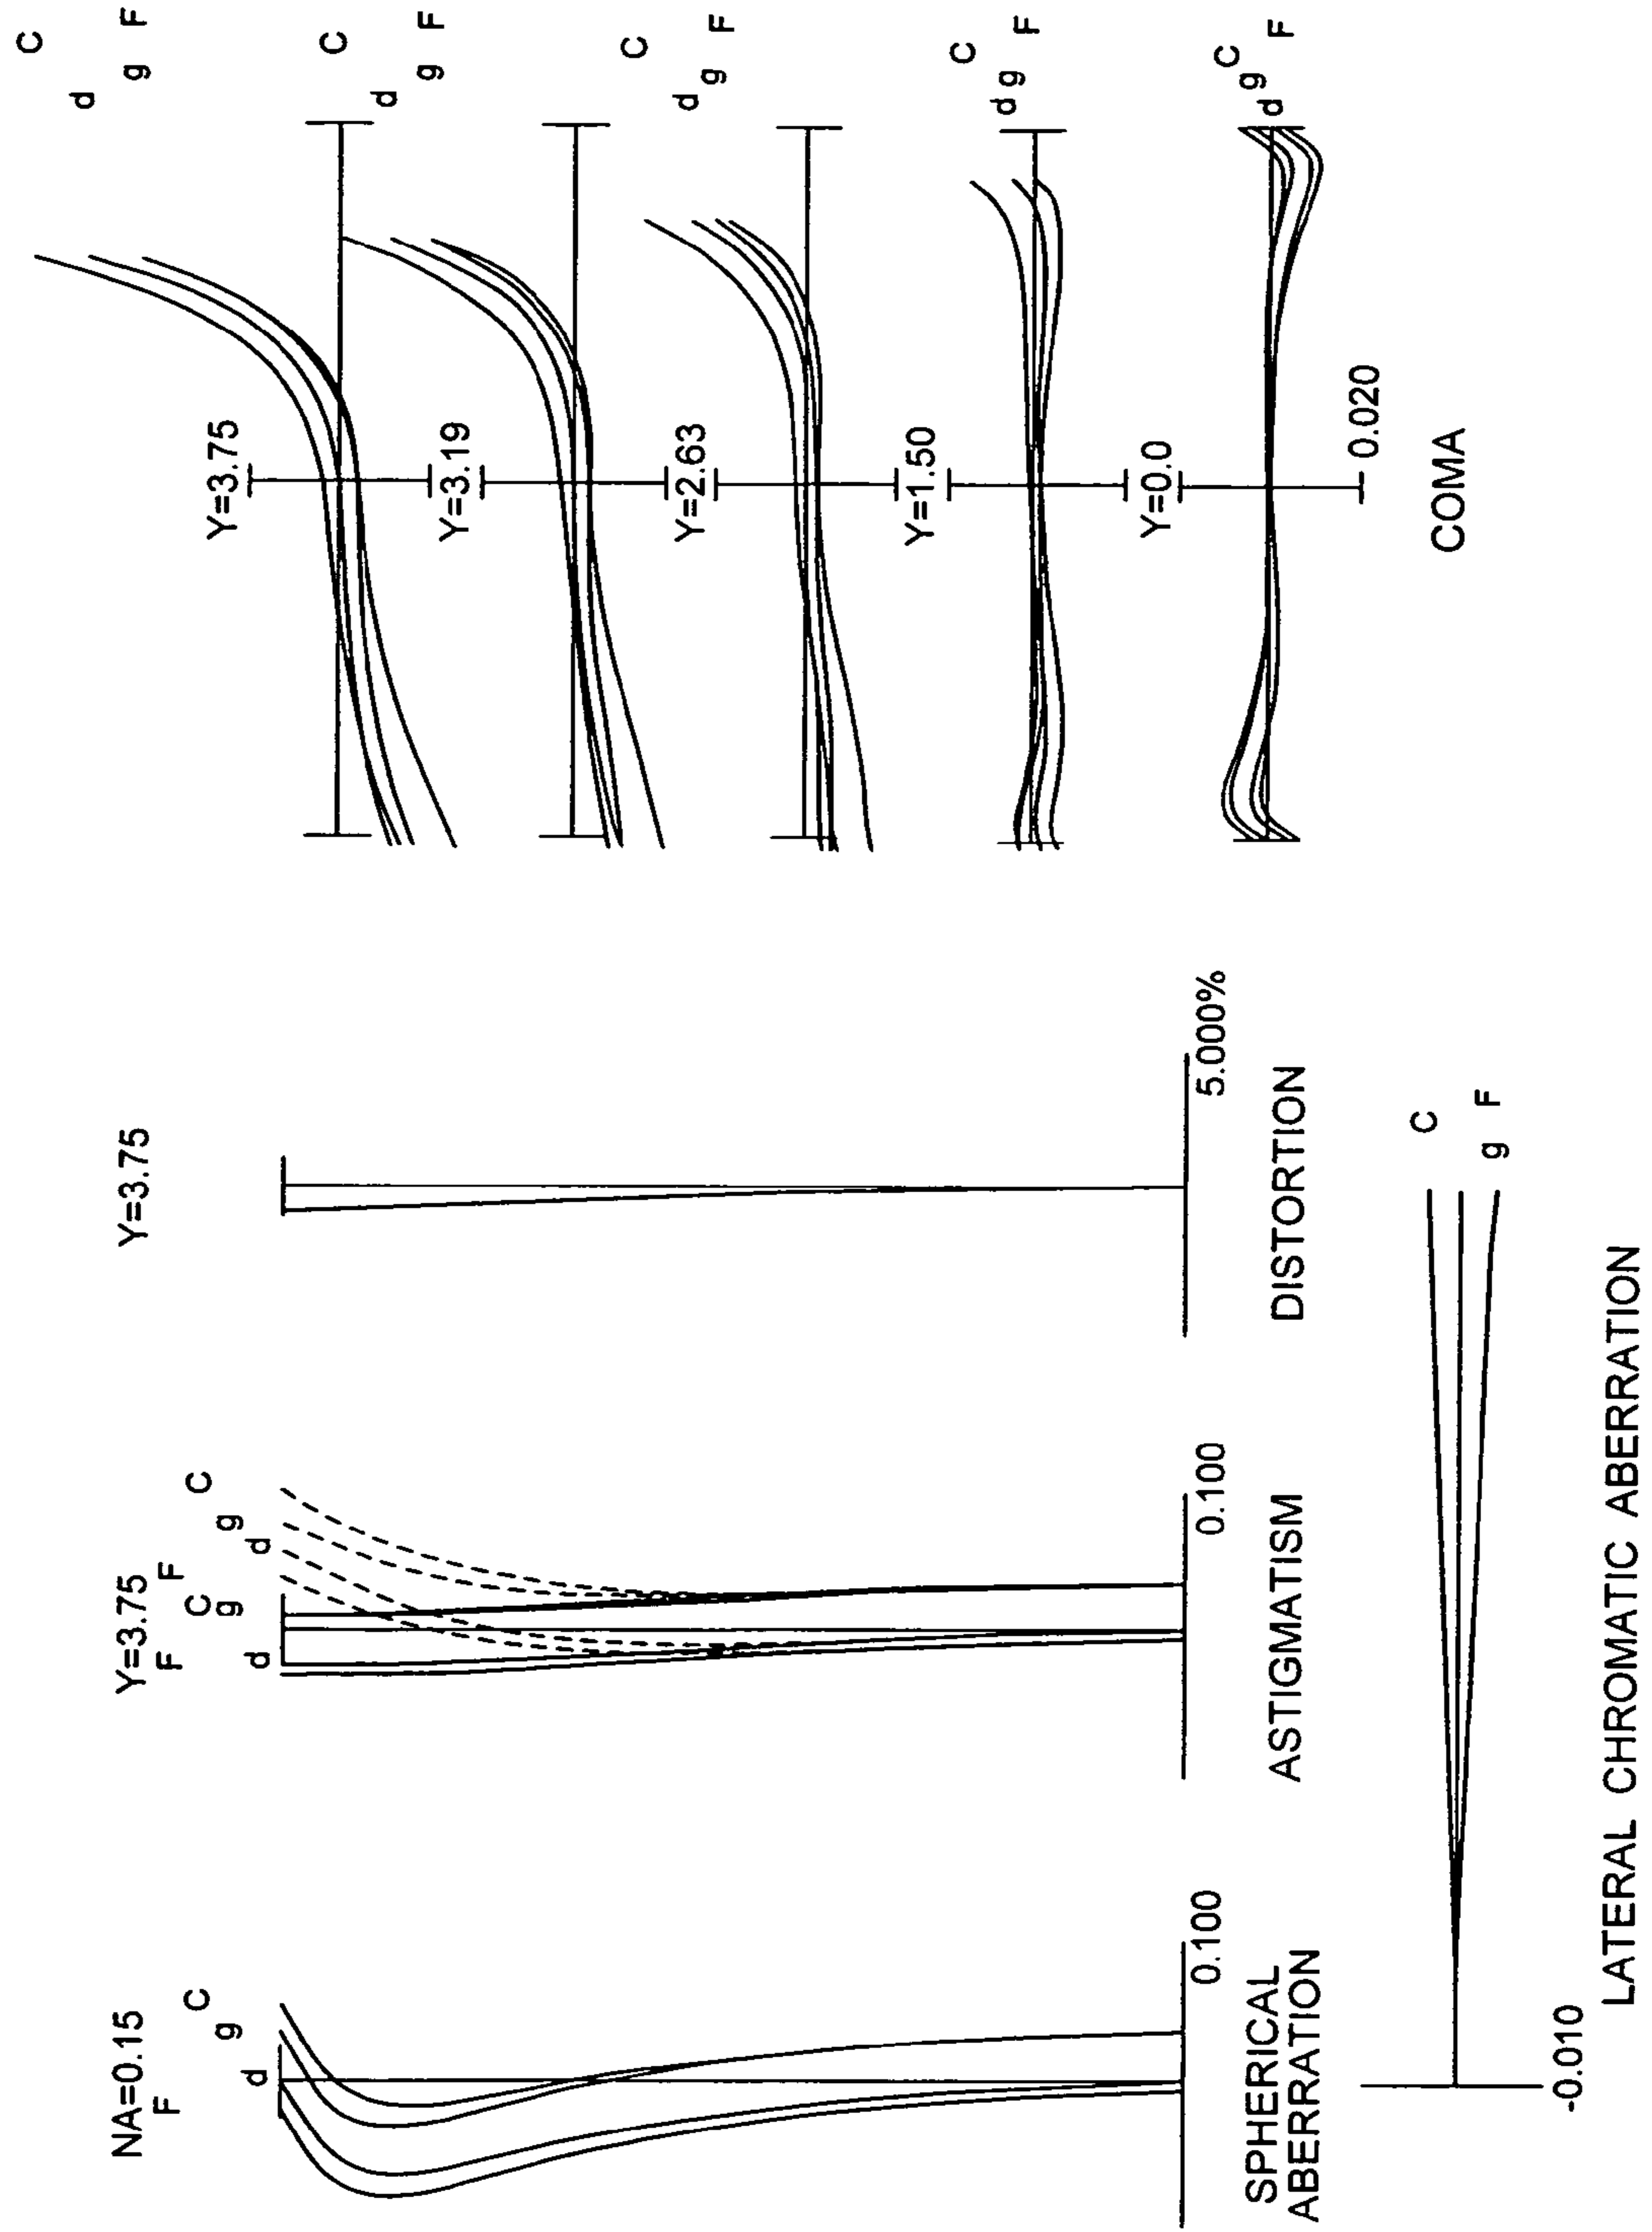 NA=0.15
F
d
g
C
0.100
SPHERICAL
ABERRATION
Y=3.75
F
F
d
C
g
d
g
C
0.100
ASTIGMATISM
Y=3.75
5.000%
DISTORTION
Y=3.75
d
C
g
F
Y=3.19
d
C
g
F
Y=2.63
d
C
g
F
Y=1.50
d
g
C
F
Y=0.0
d
g
C
F
0.020
COMA
-0.010
C
g
F
LATERAL CHROMATIC ABERRATION